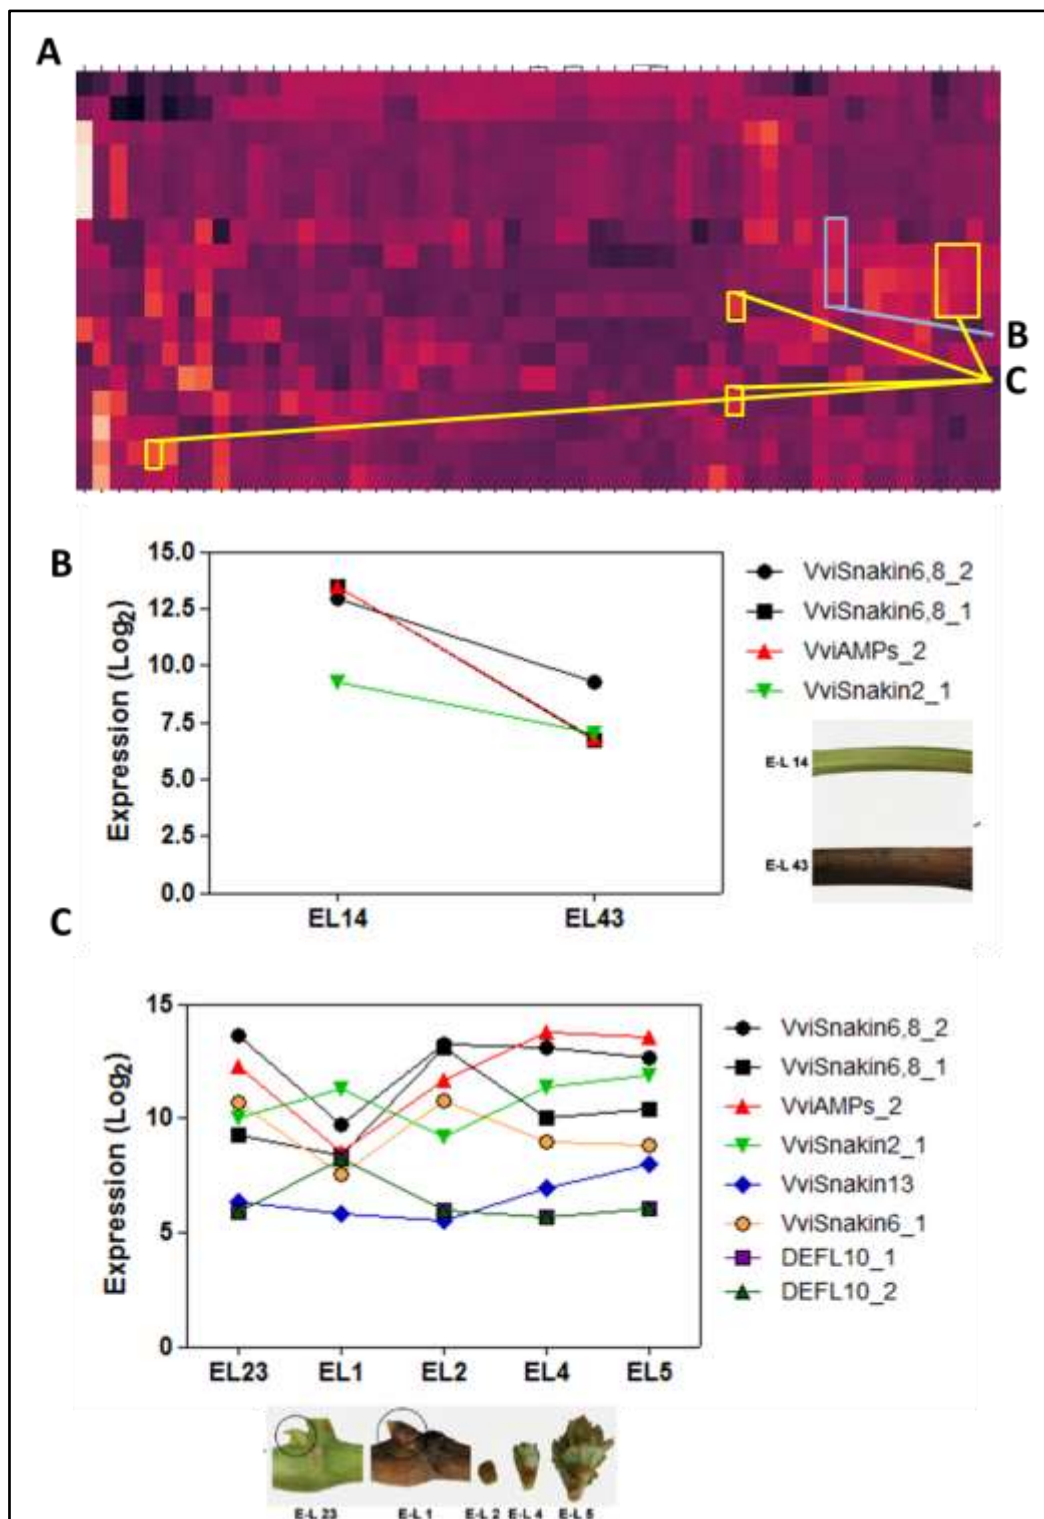 A
B
C
B
15.0
12.5
10.0
7.5
5.0
2.5
0.0
Expression (Log2)
EL14 EL43
VviSnakin6,8_2
VviSnakin6,8_1
VviAMPs_2
VviSnakin2_1
E-L 14
E-L 43
C
15
10
5
0
Expression (Log2)
EL23 EL1 EL2 EL4 EL5
VviSnakin6,8_2
VviSnakin6,8_1
VviAMPs_2
VviSnakin2_1
VviSnakin13
VviSnakin6_1
DEFL10_1
DEFL10_2
E-L 23 E-L 1 E-L 2 E-L 4 E-L 5